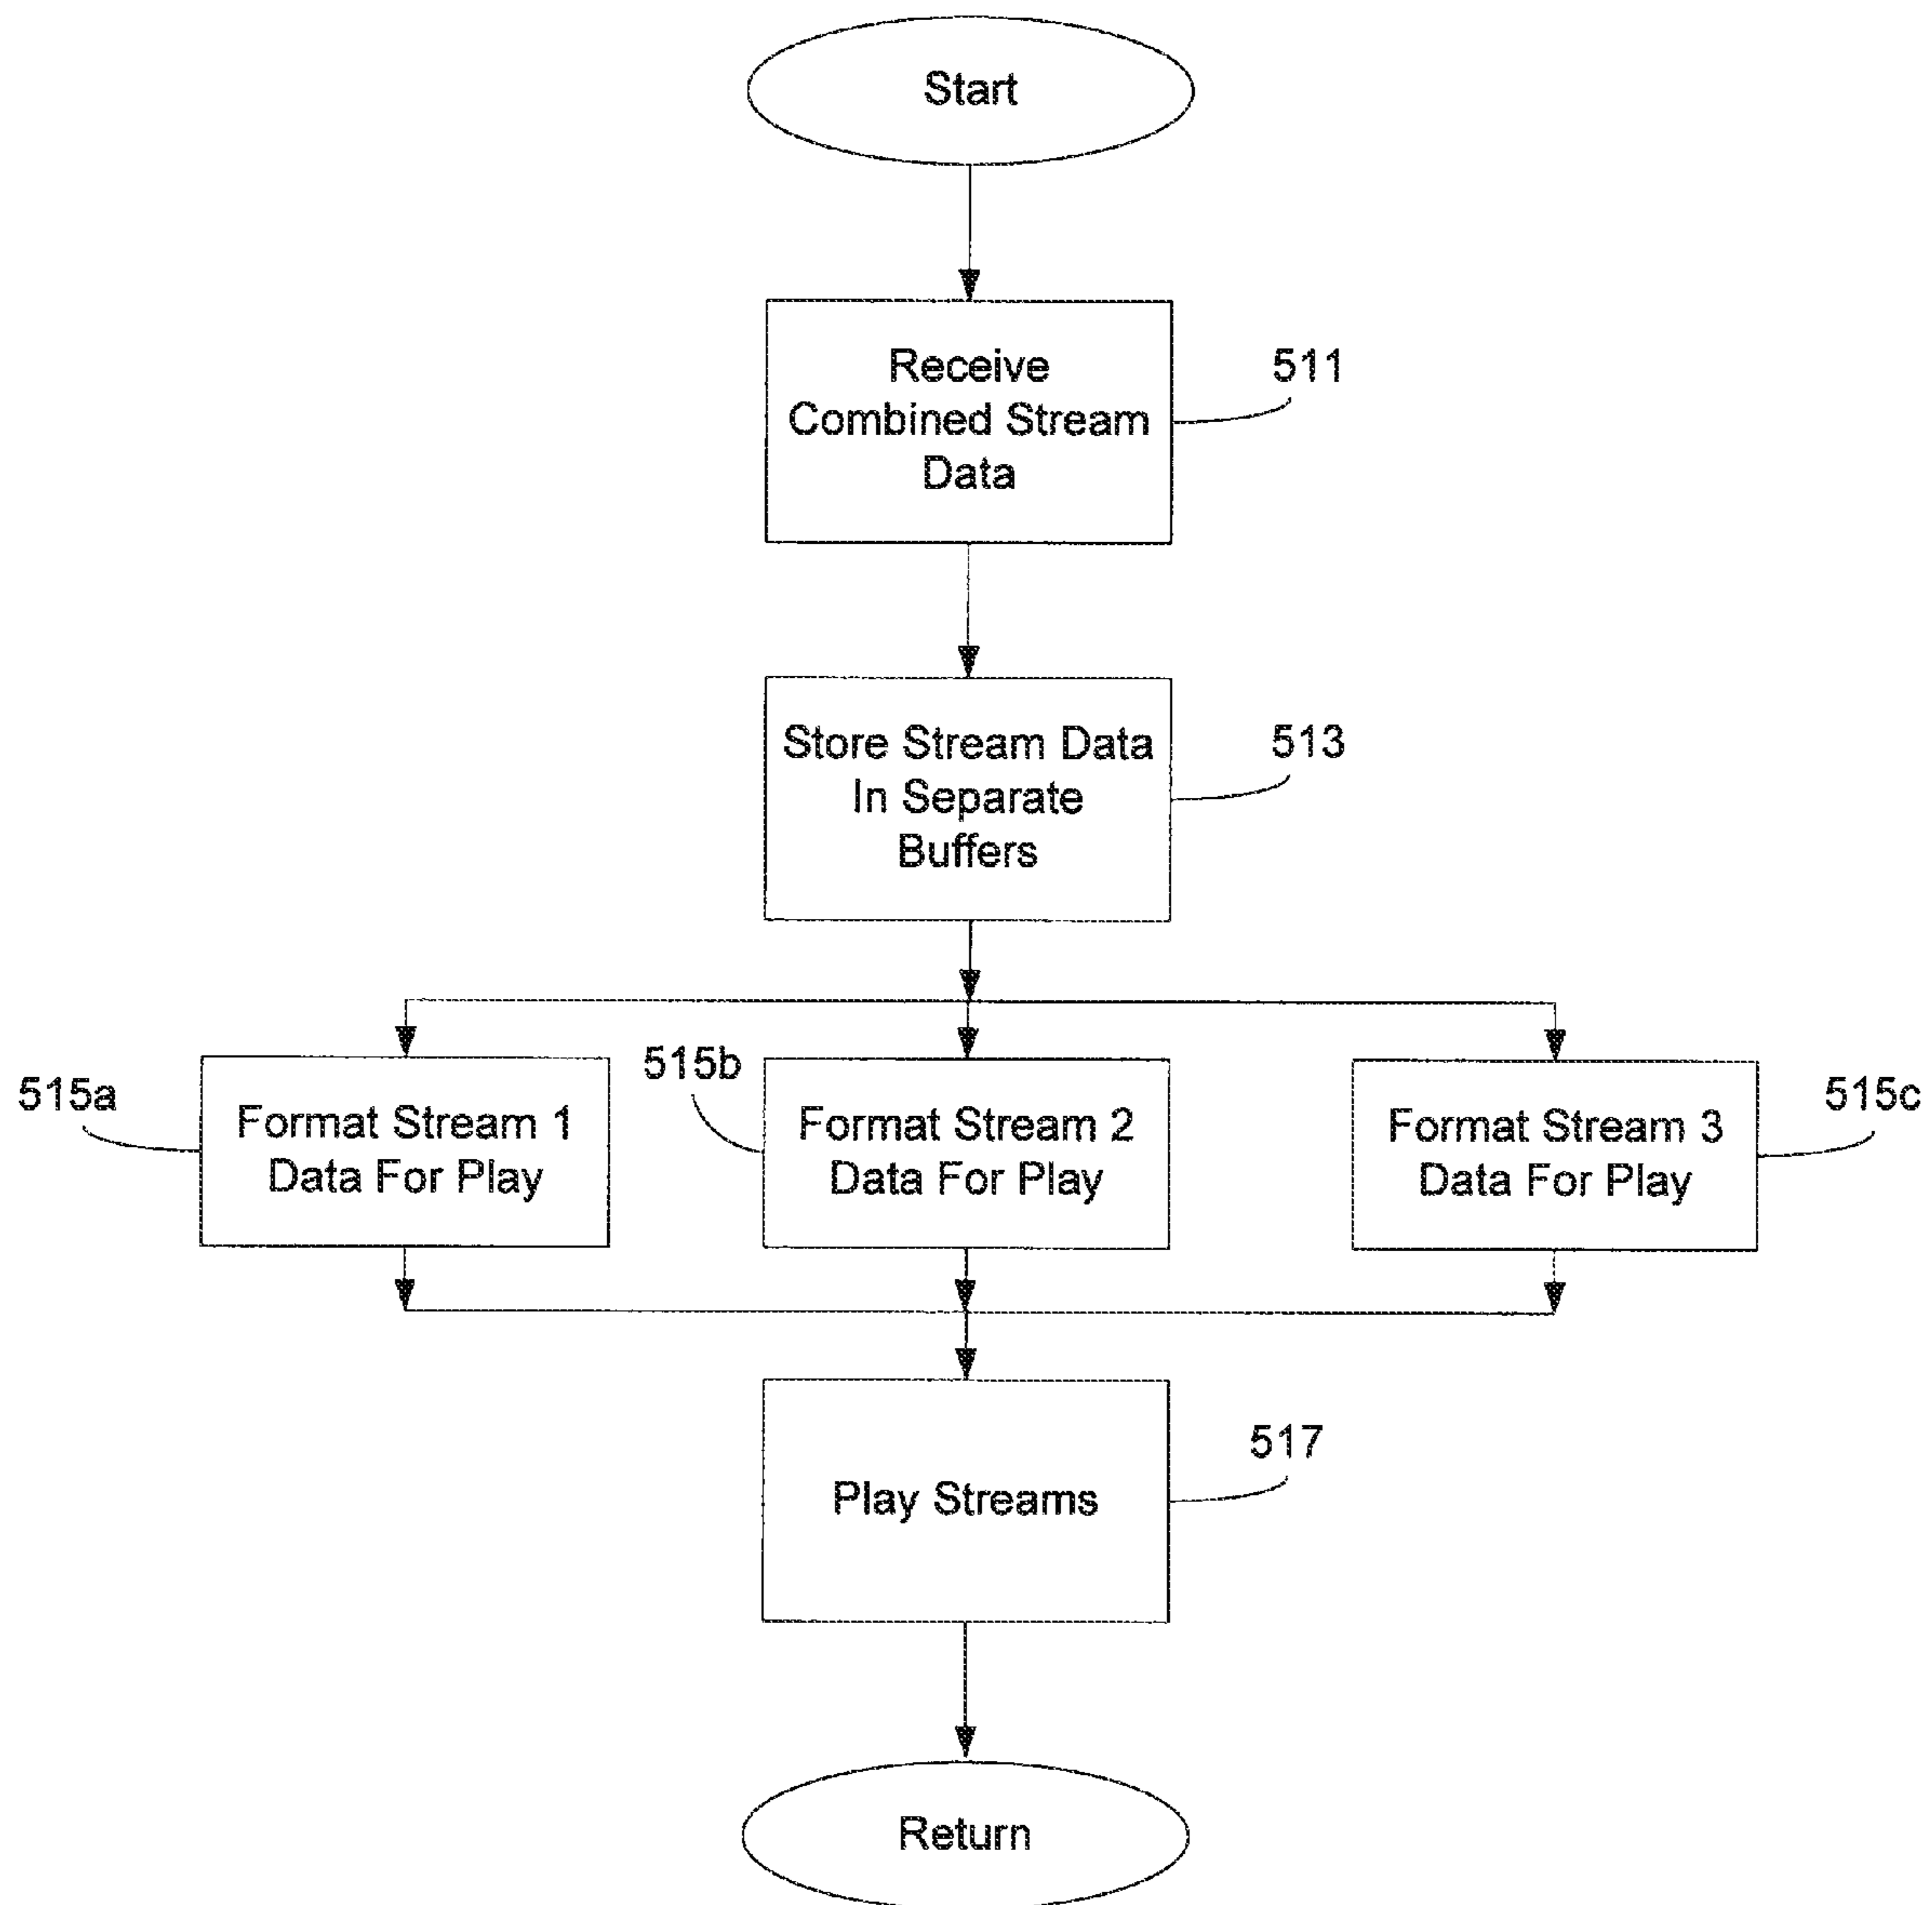 Start
Receive
Combined Stream
Data
511
Store Stream Data
In Separate
Buffers
513
515a
Format Stream 1
Data For Play
515b
Format Stream 2
Data For Play
Format Stream 3
Data For Play
515c
Play Streams
517
Return